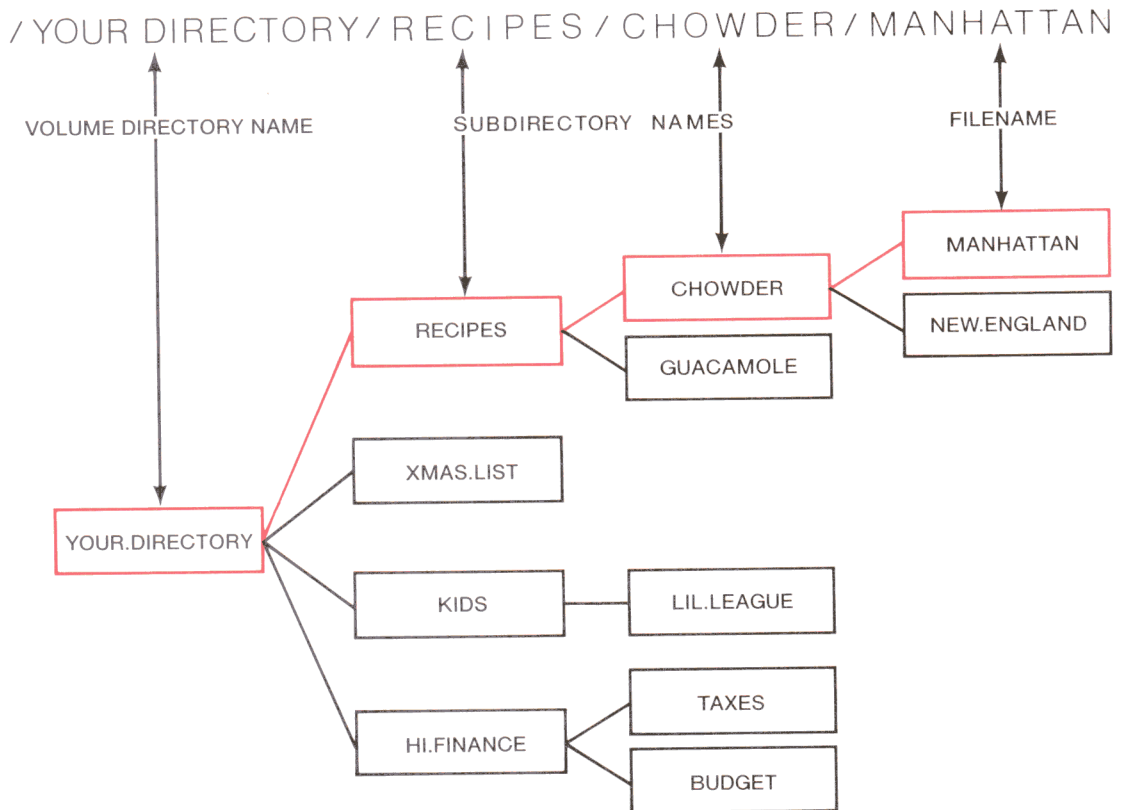 /YOUR DIRECTORY/RECIPES/CHOWDER/MANHATTAN
VOLUME DIRECTORY NAME
SUBDIRECTORY NAMES
FILENAME
MANHATTAN
CHOWDER
NEW.ENGLAND
RECIPES
GUACAMOLE
XMAS.LIST
YOUR.DIRECTORY
KIDS
LIL.LEAGUE
TAXES
HI.FINANCE
BUDGET